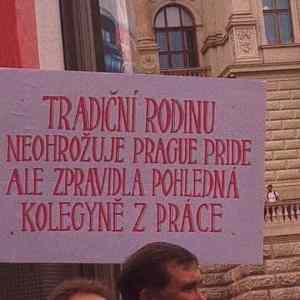 TRADIČNÍ RODINU
NEOHROŽUJE PRAGUE PRIDE
ALE ZPRAVIDLA POHLEDNÁ
KOLEGYNĚ Z PRÁCE